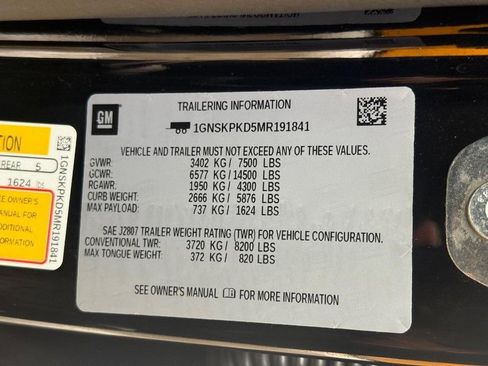 GM
TRAILERING INFORMATION
1GNSKPKD5MR191841
VEHICLE AND TRAILER MUST NOT EXCEED ANY OF THESE VALUES.
GVWR: 3402 KG/ 7500 LBS
GCWR: 6577 KG/ 14500 LBS
RGAWR: 1950 KG/ 4300 LBS
CURB WEIGHT: 2666 KG/ 5876 LBS
MAX PAYLOAD: 737 KG/ 1624 LBS
SAE J2807 TRAILER WEIGHT RATING (TWR) FOR VEHICLE CONFIGURATION.
CONVENTIONAL TWR: 3720 KG/ 8200 LBS
MAX TONGUE WEIGHT: 372 KG/ 820 LBS
SEE OWNER'S MANUAL FOR MORE INFORMATION
REAR 5
1624
SEE OWNER'S
MANUAL FOR
ADDITIONAL
1GNSKPKD5MR191841